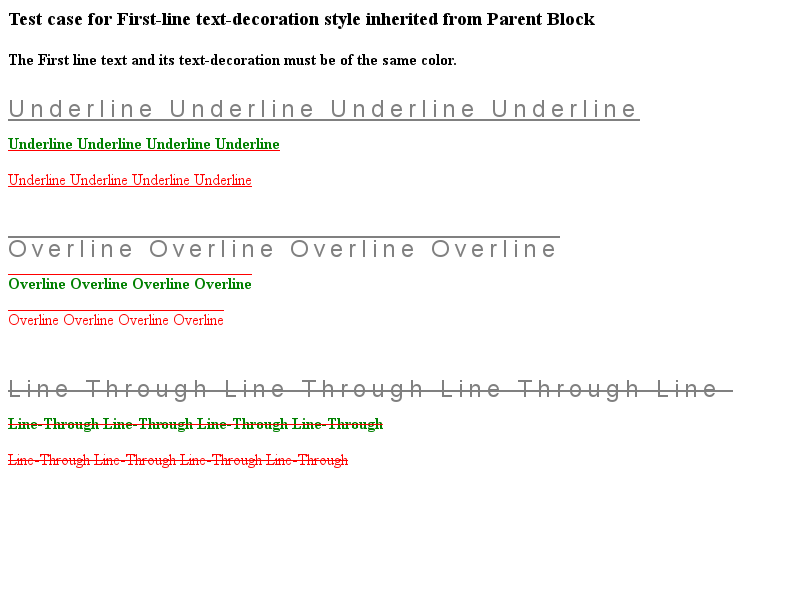 Test case for First-line text-decoration style inherited from Parent Block
The First line text and its text-decoration must be of the same color.
Underline Underline Underline Underline
Underline Underline Underline Underline
Underline Underline Underline Underline
Overline Overline Overline Overline
Overline Overline Overline Overline
Overline Overline Overline Overline
Line Through Line Through Line Through Line
Line-Through Line-Through Line-Through Line-Through
Line-Through Line-Through Line-Through Line-Through